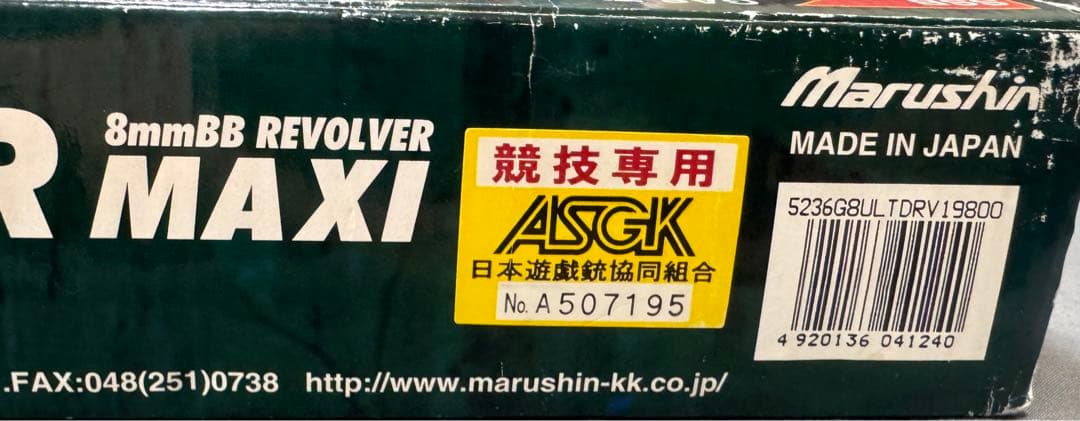 R
8mmBB REVOLVER
MAXI
競技専用
ASGK
日本遊戯銃協同組合
No. A507195
Marushin
MADE IN JAPAN
5236G8ULTDRV19800
4 920136 041240
.FAX:048(251)0738 http://www.marushin-kk.co.jp/